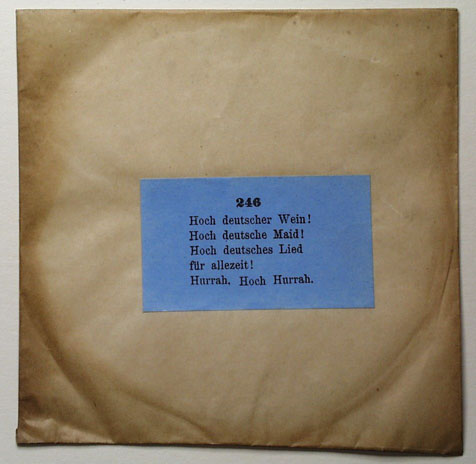 246
Hoch deutscher Wein!
Hoch deutsche Maid!
Hoch deutsches Lied
für allezeit!
Hurrah, Hoch Hurrah.